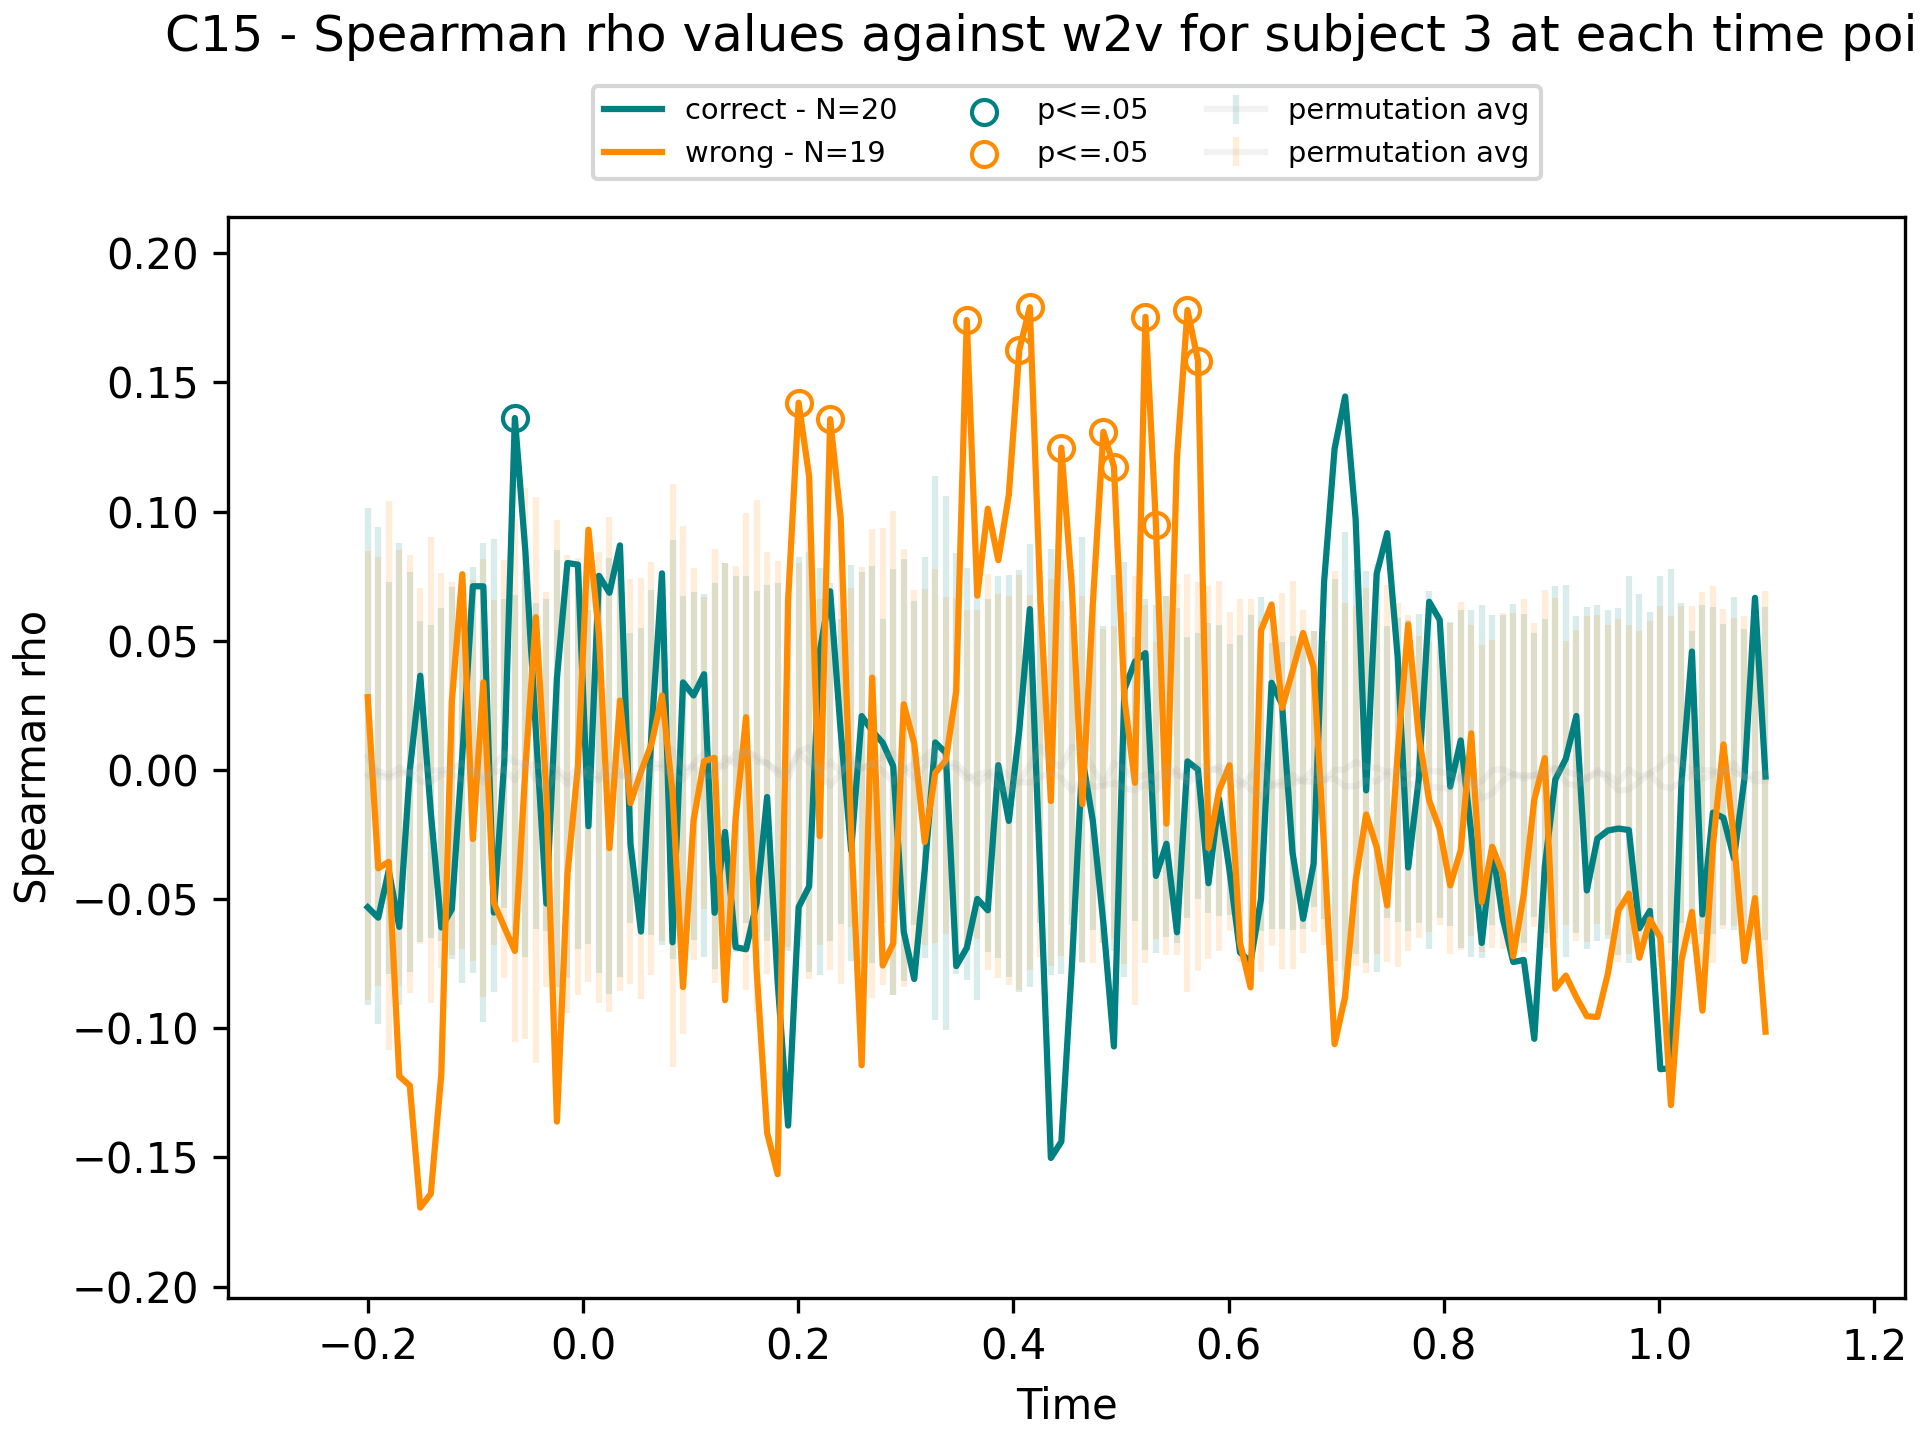 C15 - Spearman rho values against w2v for subject 3 at each time poi
correct - N=20
wrong - N=19
p<=.05
p<=.05
permutation avg
permutation avg
Spearman rho
0.20
0.15
0.10
0.05
0.00
−0.05
−0.10
−0.15
−0.20
−0.2 0.0 0.2 0.4 0.6 0.8 1.0 1.2
Time